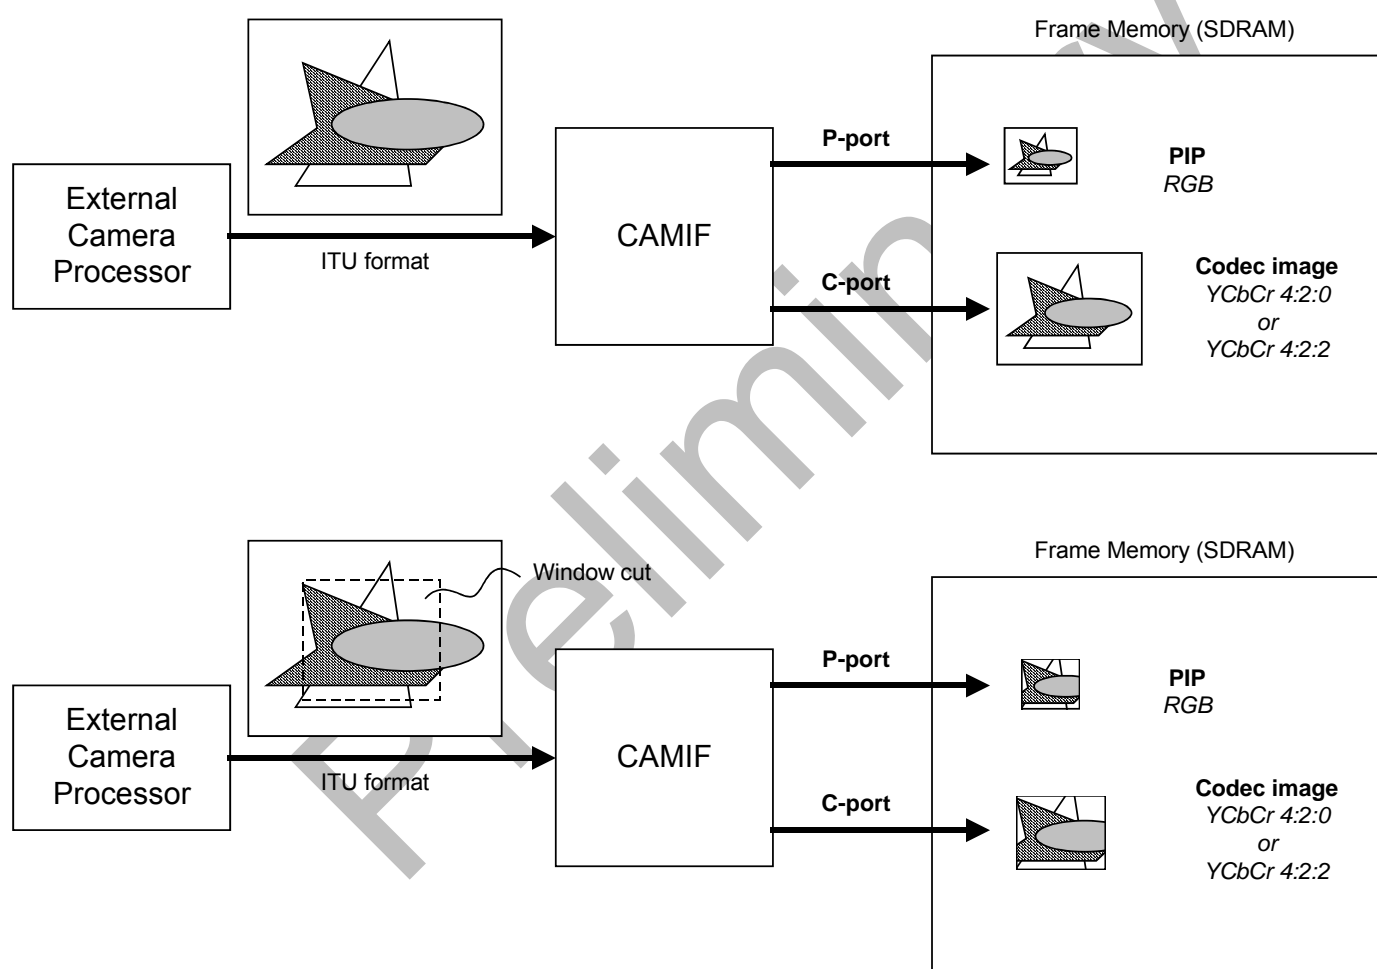 Frame Memory (SDRAM)
P-port
PIP
RGB
External
Camera
Processor
ITU format
CAMIF
C-port
Codec image
YCbCr 4:2:0
or
YCbCr 4:2:2
Frame Memory (SDRAM)
Window cut
P-port
PIP
RGB
External
Camera
Processor
ITU format
CAMIF
C-port
Codec image
YCbCr 4:2:0
or
YCbCr 4:2:2